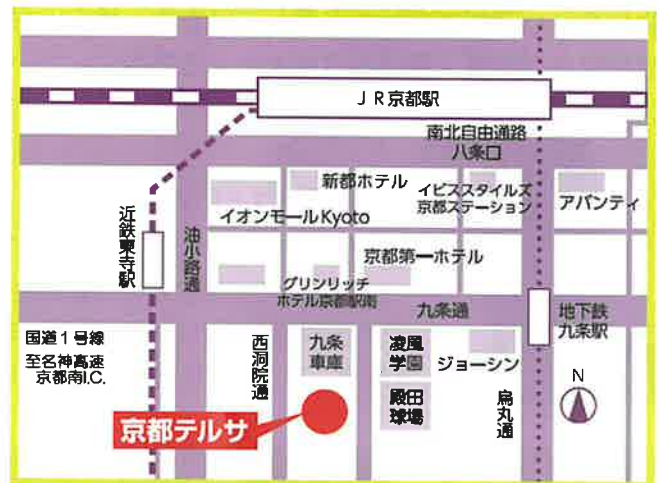 JR京都駅
南北自由通路
八条口
新都ホテル
イビススタイルズ
京都ステーション
アバンティ
イオンモールKyoto
近鉄東寺駅
油小路通
京都第一ホテル
グリンリッチ
ホテル京都駅南
九条通
地下鉄
九条駅
国道1号線
至名神高速
京都南I.C.
西洞院通
九条
車庫
凌風
学園
ジョーシン
殿田
球場
烏丸通
N
京都テルサ